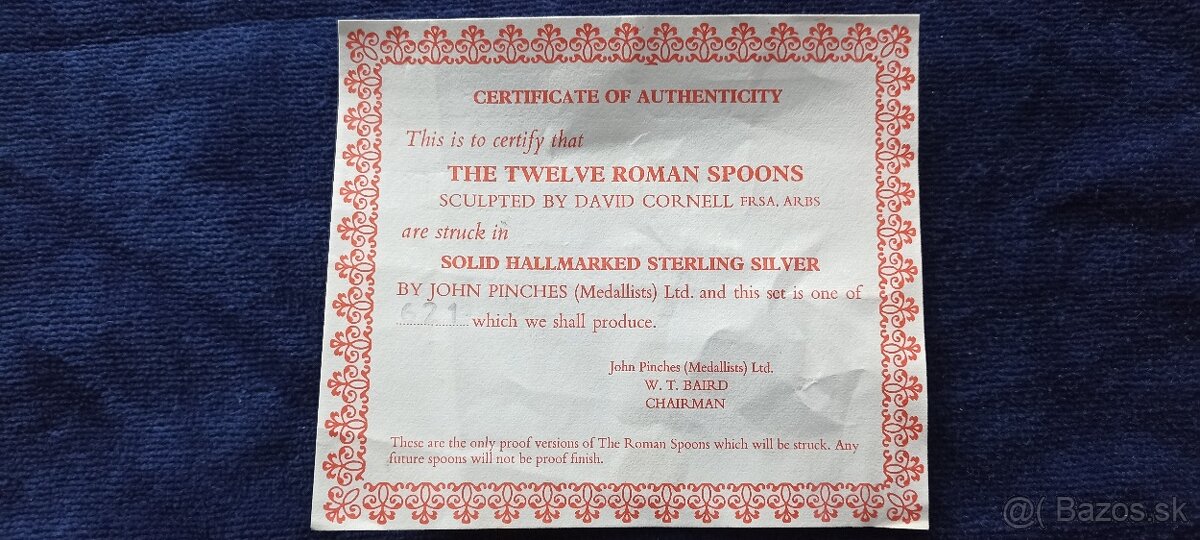 CERTIFICATE OF AUTHENTICITY
This is to certify that
THE TWELVE ROMAN SPOONS
SCULPTED BY DAVID CORNELL FRSA, ARBS
are struck in
SOLID HALLMARKED STERLING SILVER
BY JOHN PINCHES (Medallists) Ltd. and this set is one of
621 which we shall produce.
John Pinches (Medallists) Ltd.
W. T. BAIRD
CHAIRMAN
These are the only proof versions of The Roman Spoons which will be struck. Any
future spoons will not be proof finish.
@( Bazos.sk